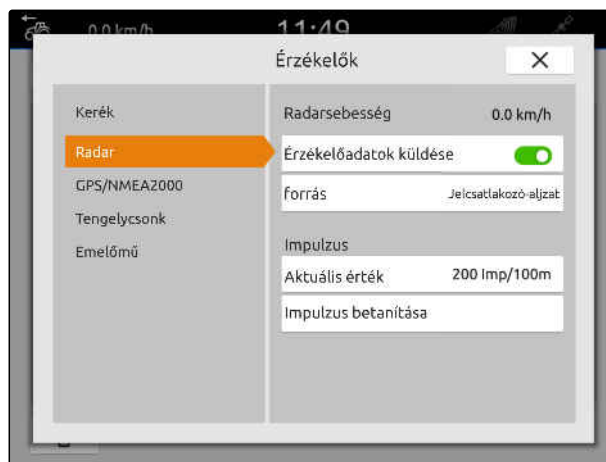 0.0 km/h
11:49
Érzékelők
Kerék
Radar
GPS/NMEA2000
Tengelycsonk
Emelőmű
Radarsebesség 0.0 km/h
Érzékelőadatok küldése
forrás Jelcsatlakozó-aljzat
Impulzus
Aktuális érték 200 Imp/100m
Impulzus betanítása